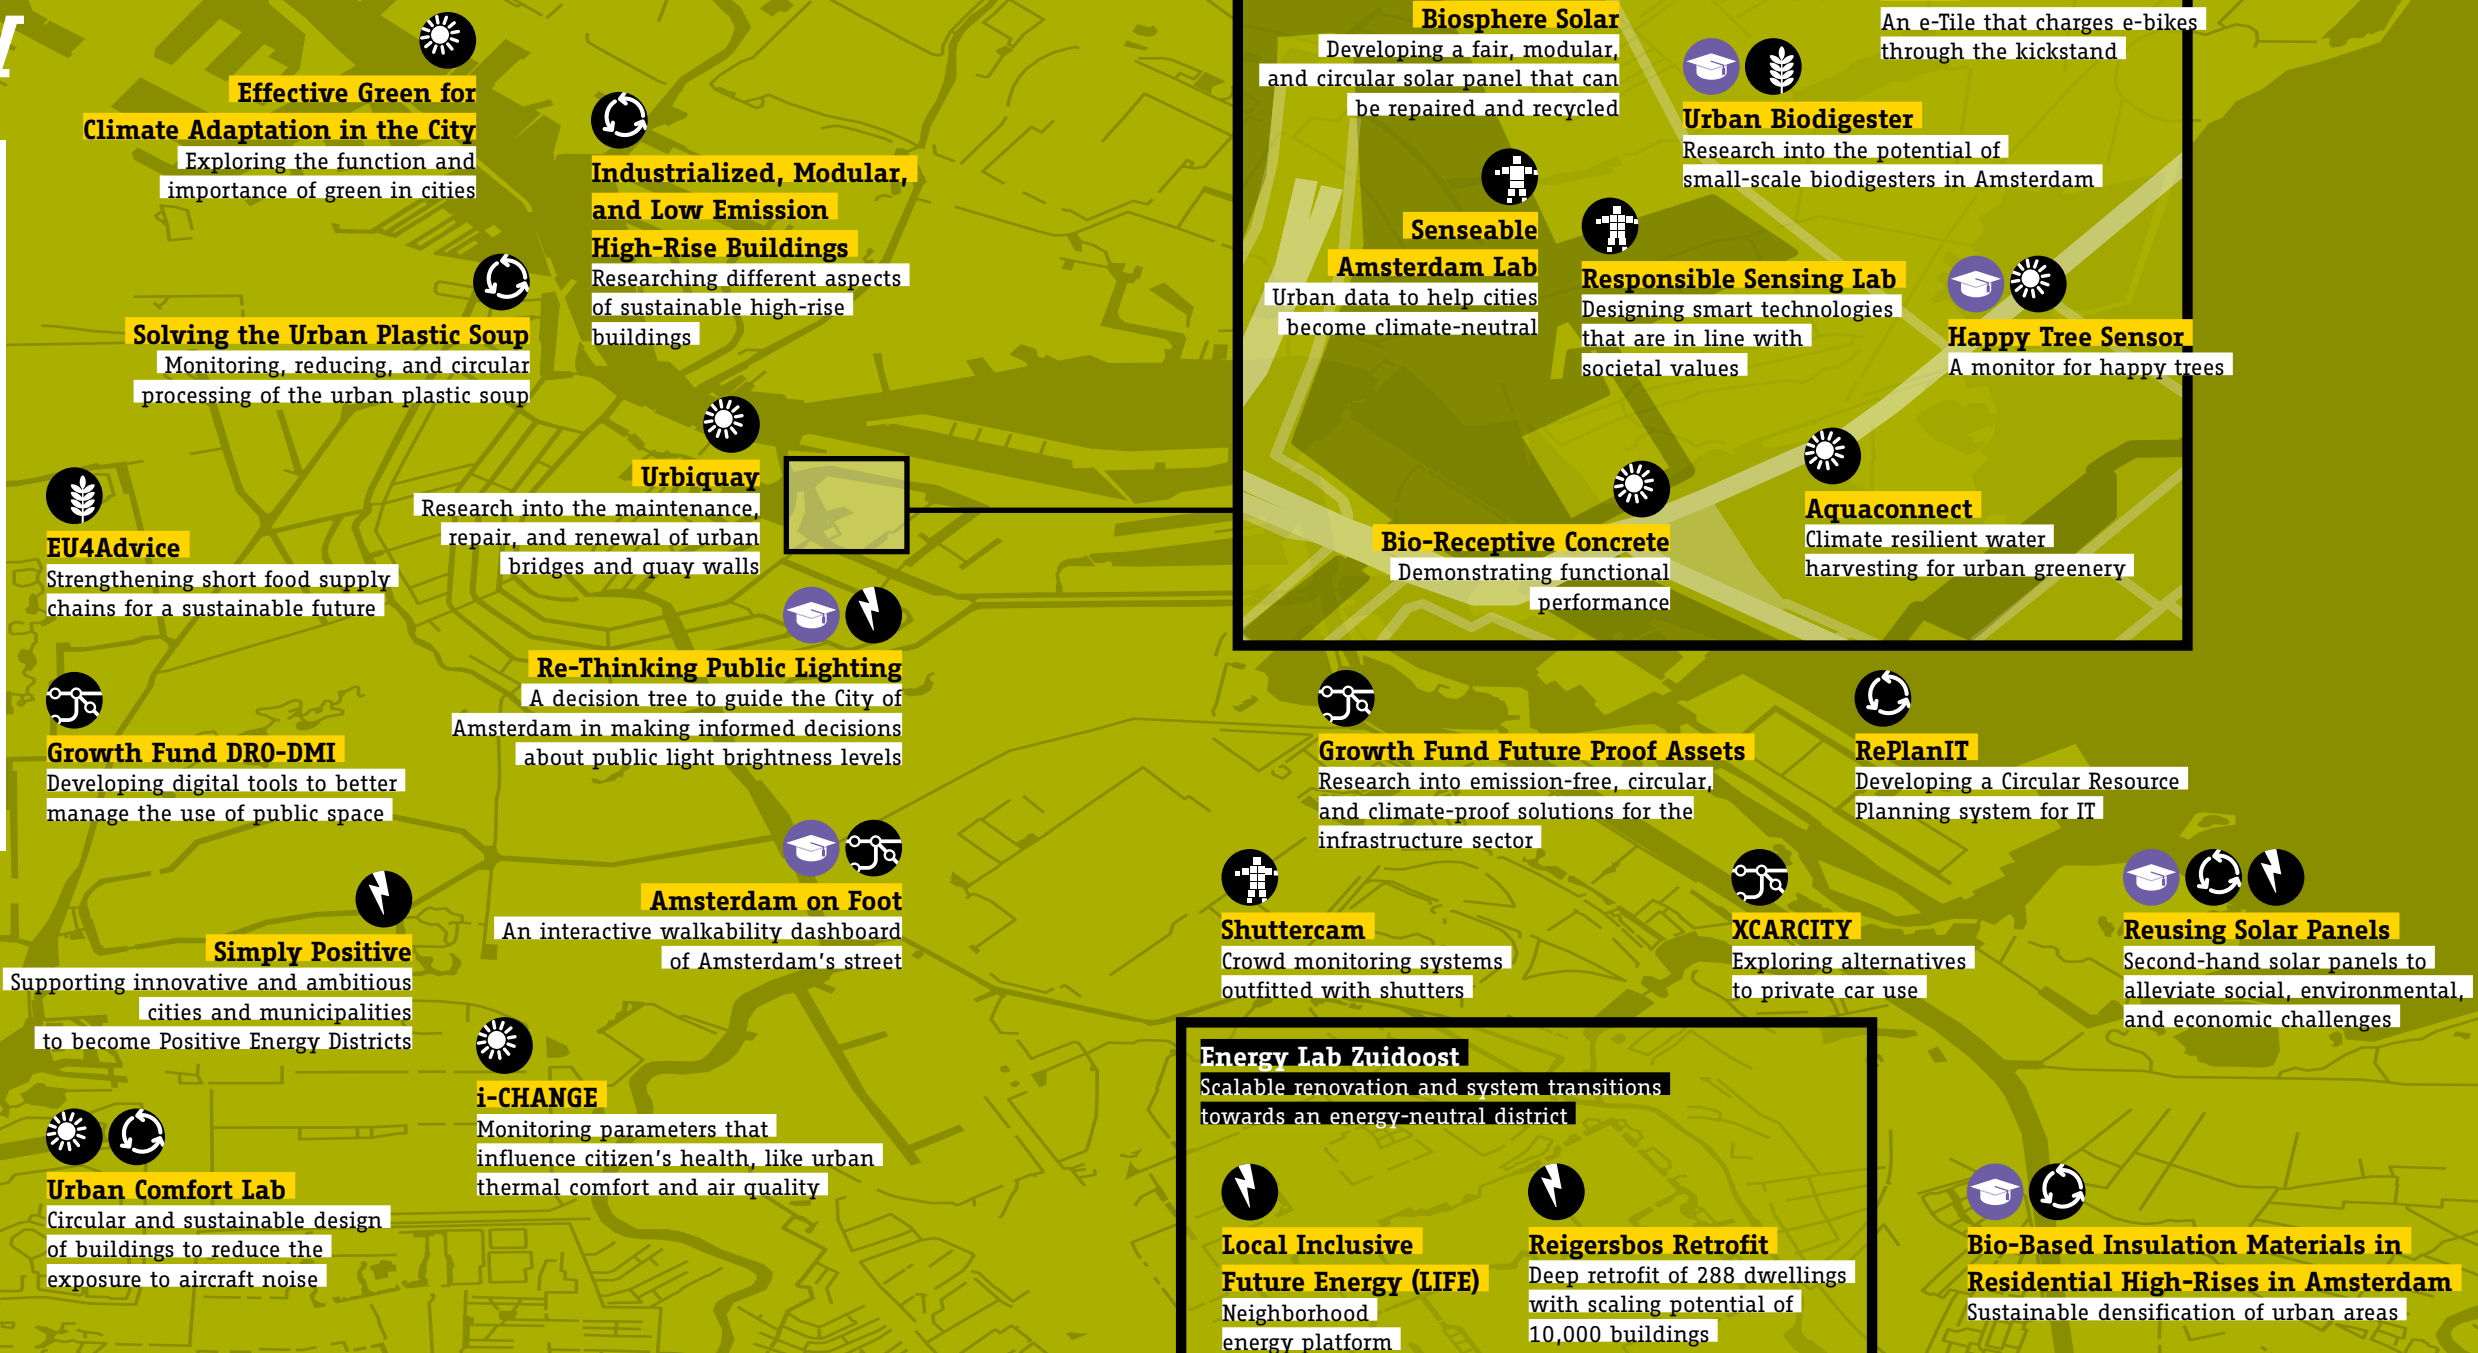 Effective Green for
Climate Adaptation in the City
Exploring the function and
importance of green in cities
Industrialized, Modular,
and Low Emission
High-Rise Buildings
Researching different aspects
of sustainable high-rise
buildings
Solving the Urban Plastic Soup
Monitoring, reducing, and circular
processing of the urban plastic soup
Urbiquay
Research into the maintenance,
repair, and renewal of urban
bridges and quay walls
EU4Advice
Strengthening short food supply
chains for a sustainable future
Re-Thinking Public Lighting
A decision tree to guide the City of
Amsterdam in making informed decisions
about public light brightness levels
Growth Fund DRO-DMI
Developing digital tools to better
manage the use of public space
Amsterdam on Foot
An interactive walkability dashboard
of Amsterdam's street
Simply Positive
Supporting innovative and ambitious
cities and municipalities
to become Positive Energy Districts
i-CHANGE
Monitoring parameters that
influence citizen's health, like urban
thermal comfort and air quality
Urban Comfort Lab
Circular and sustainable design
of buildings to reduce the
exposure to aircraft noise
Biosphere Solar
Developing a fair, modular,
and circular solar panel that can
be repaired and recycled
An e-Tile that charges e-bikes
through the kickstand
Urban Biodigester
Research into the potential of
small-scale biodigesters in Amsterdam
Senseable
Amsterdam Lab
Urban data to help cities
become climate-neutral
Responsible Sensing Lab
Designing smart technologies
that are in line with
societal values
Happy Tree Sensor
A monitor for happy trees
Bio-Receptive Concrete
Demonstrating functional
performance
Aquaconnect
Climate resilient water
harvesting for urban greenery
Growth Fund Future Proof Assets
Research into emission-free, circular,
and climate-proof solutions for the
infrastructure sector
RePlanIT
Developing a Circular Resource
Planning system for IT
Shuttercam
Crowd monitoring systems
outfitted with shutters
XCARCITY
Exploring alternatives
to private car use
Reusing Solar Panels
Second-hand solar panels to
alleviate social, environmental,
and economic challenges
Energy Lab Zuidoost
Scalable renovation and system transitions
towards an energy-neutral district
Local Inclusive
Future Energy (LIFE)
Neighborhood
energy platform
Reigersbos Retrofit
Deep retrofit of 288 dwellings
with scaling potential of
10,000 buildings
Bio-Based Insulation Materials in
Residential High-Rises in Amsterdam
Sustainable densification of urban areas